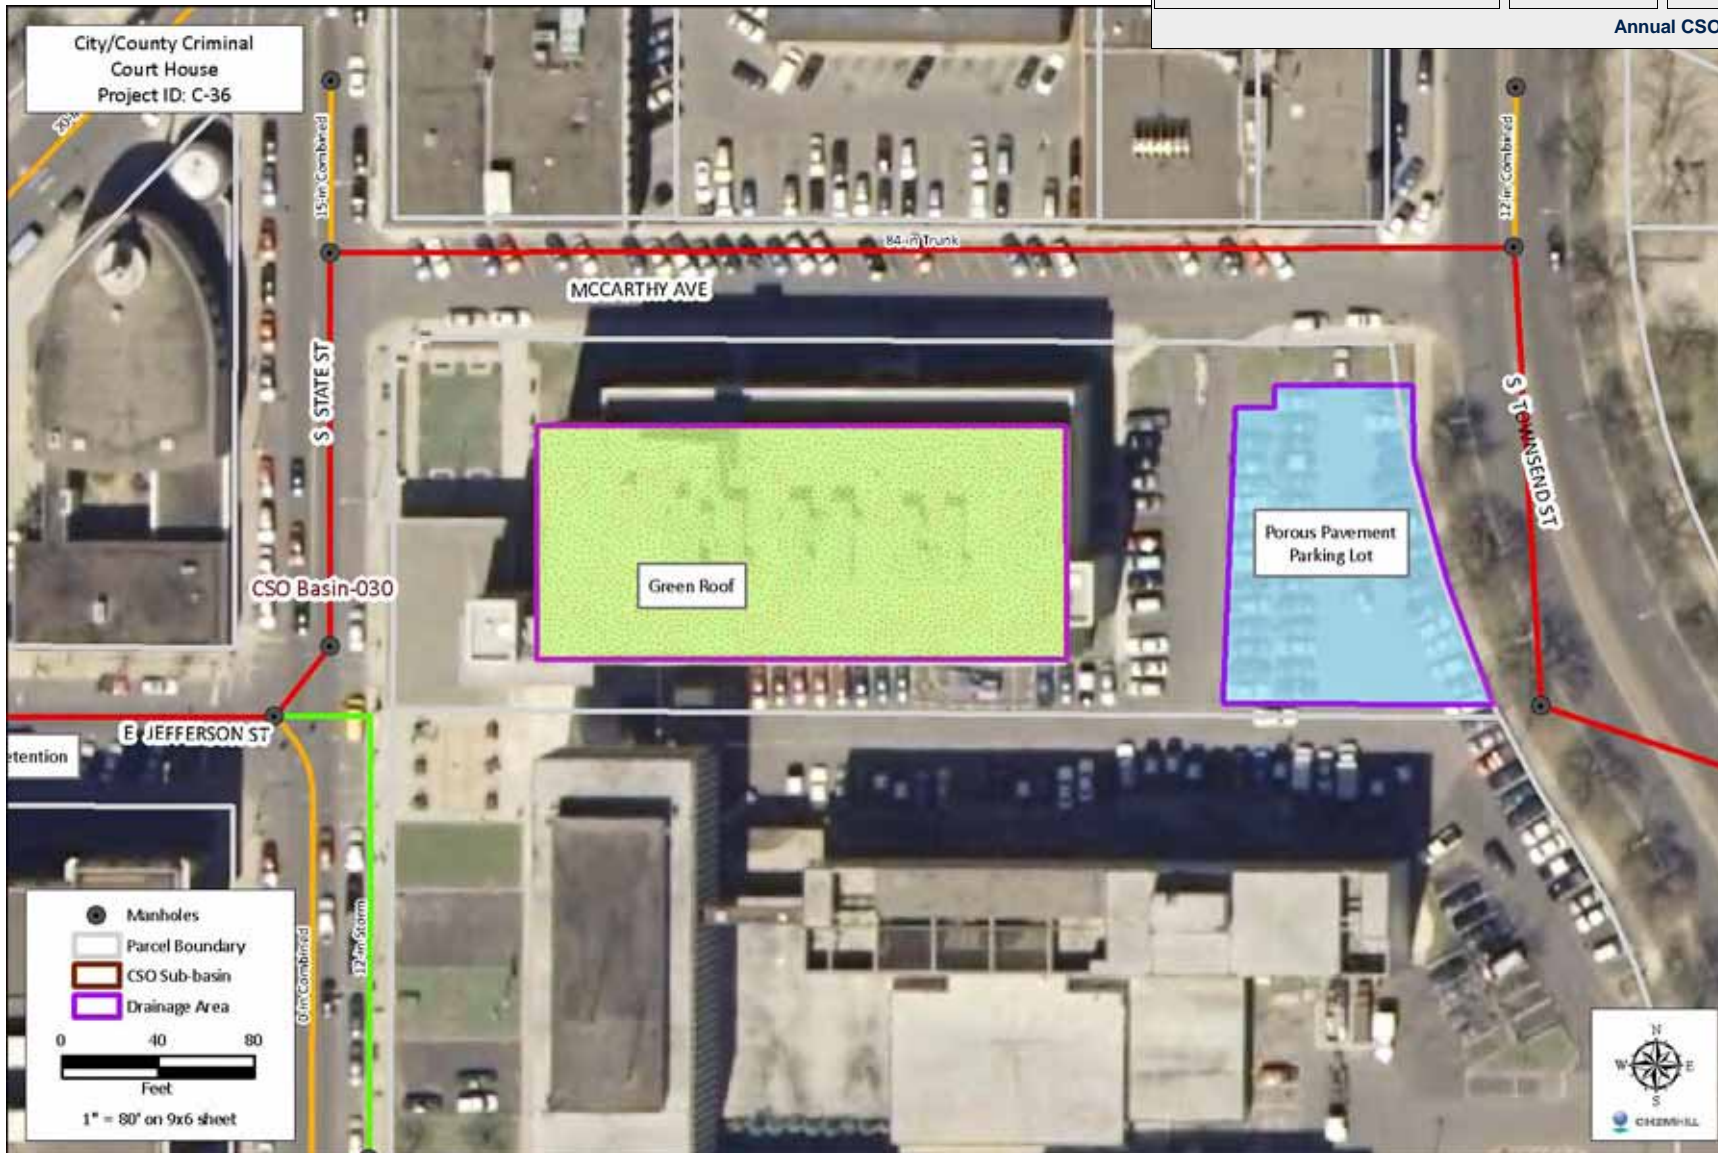 Annual CSO
City/County Criminal
Court House
Project ID: C-36
15-in Combined
12-in Combined
84-in Trunk
MCCARTHY AVE
S STATE ST
S TOWNSEND ST
Porous Pavement
Parking Lot
Green Roof
CSO Basin-030
E JEFFERSON ST
etention
0-in Combined
12-in Storm
Manholes
Parcel Boundary
CSO Sub-basin
Drainage Area
0 40 80
Feet
1" = 80' on 9x6 sheet
N
W E
S
CH2MHILL